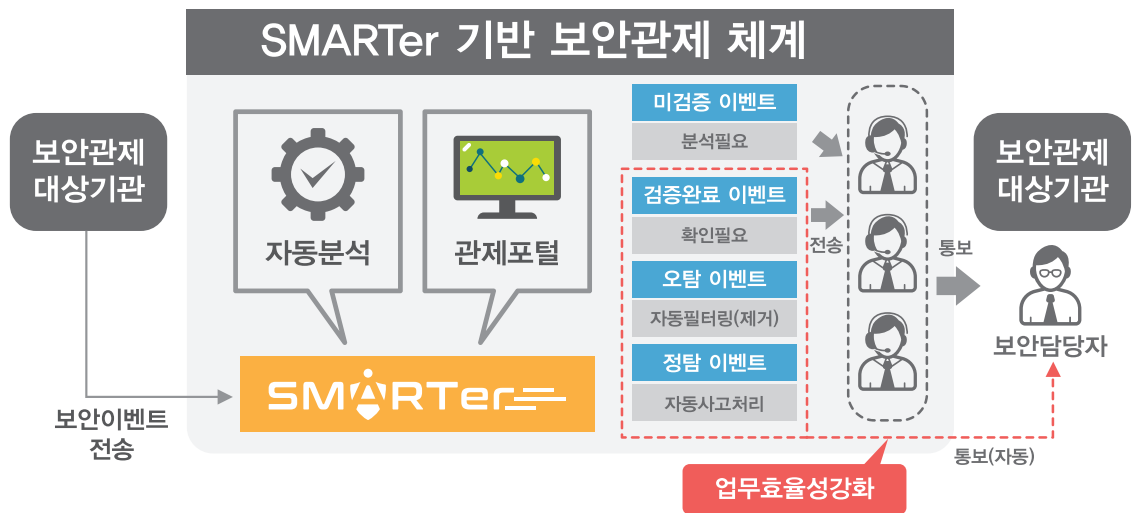 SMARTer 기반 보안관제 체계
보안관제
대상기관
보안이벤트
전송
자동분석
관제포털
SMARTer
미검증 이벤트
분석필요
검증완료 이벤트
확인필요
오탐 이벤트
자동필터링(제거)
정탐 이벤트
자동사고처리
전송
통보
보안관제
대상기관
보안담당자
통보(자동)
업무효율성강화